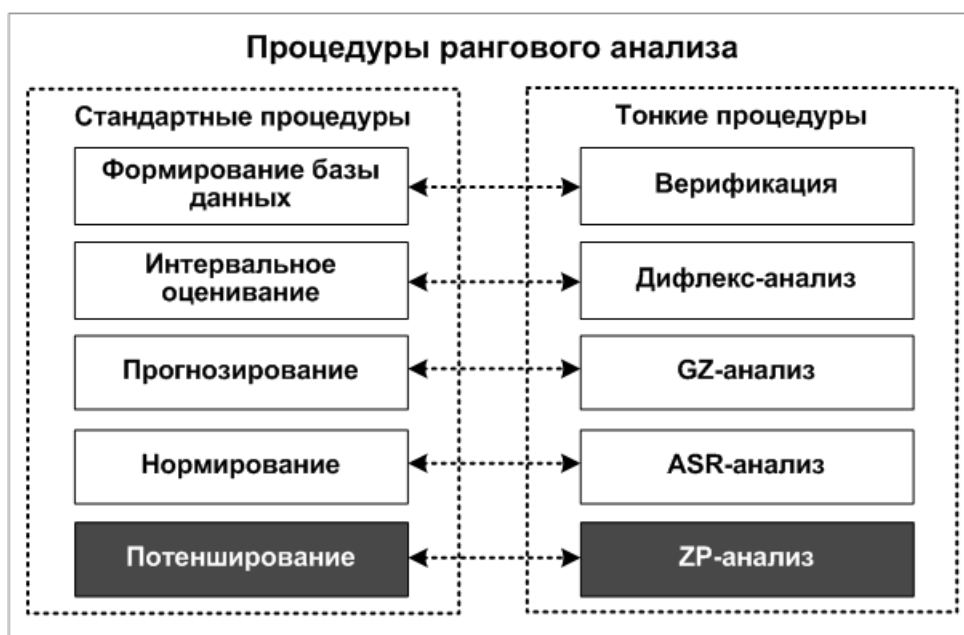 Процедуры рангового анализа
Стандартные процедуры
Формирование базы
данных
Интервальное
оценивание
Прогнозирование
Нормирование
Потенширование
Тонкие процедуры
Верификация
Дифлекс-анализ
GZ-анализ
ASR-анализ
ZP-анализ